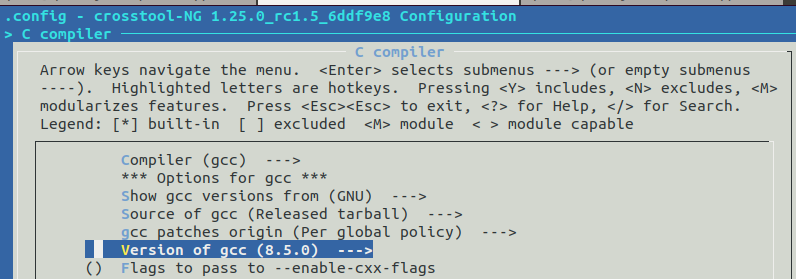 .config - crosstool-NG 1.25.0_rc1.5_6ddf9e8 Configuration
> C compiler
C compiler
Arrow keys navigate the menu.  <Enter> selects submenus ---> (or empty submenus
----).  Highlighted letters are hotkeys.  Pressing <Y> includes, <N> excludes, <M>
modularizes features.  Press <Esc><Esc> to exit, <?> for Help, </> for Search.
Legend: [*] built-in  [ ] excluded  <M> module  < > module capable
Compiler (gcc)  --->
*** Options for gcc ***
Show gcc versions from (GNU)  --->
Source of gcc (Released tarball)  --->
gcc patches origin (Per global policy)  --->
Version of gcc (8.5.0)  --->
() Flags to pass to --enable-cxx-flags